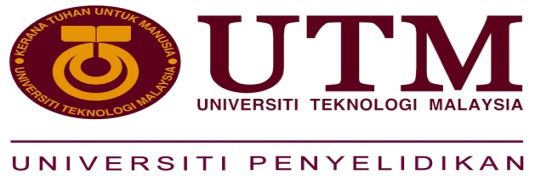 KERANA TUHAN UNTUK MANUSIA
UNIVERSITI TEKNOLOGI MALAYSIA
UTM
UNIVERSITI TEKNOLOGI MALAYSIA
UNIVERSITI PENYELIDIKAN